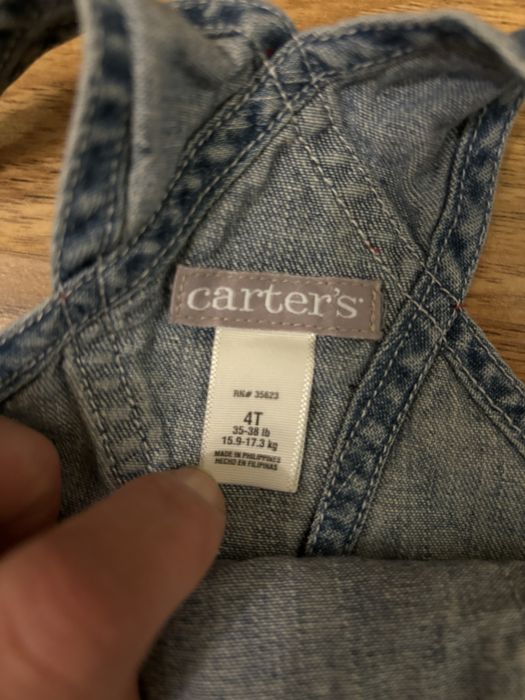 carter's
RN# 35623
4T
35-38 lb
15.9-17.3 kg
MADE IN PHILIPPINES
HECHO EN FILIPINAS